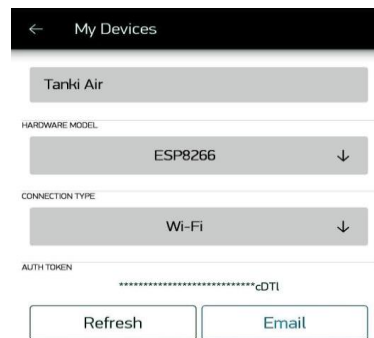 My Devices
Tanki Air
HARDWARE MODEL
ESP8266
CONNECTION TYPE
Wi-Fi
AUTH TOKEN
****************************cDTl
Refresh Email